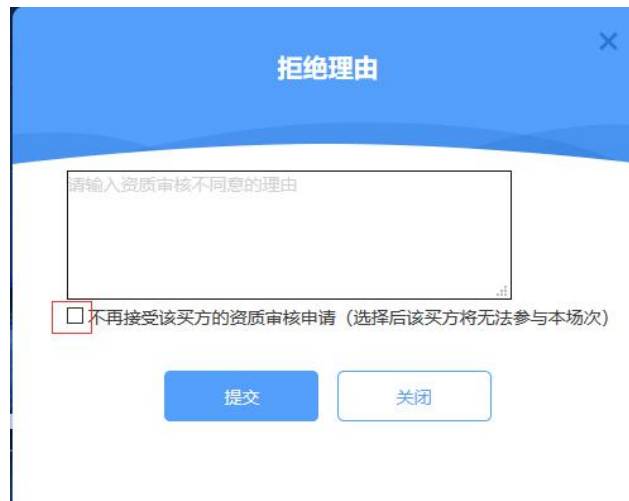 拒绝理由
请输入资质审核不同意的理由
不再接受该买方的资质审核申请（选择后该买方将无法参与本场次）
提交
关闭